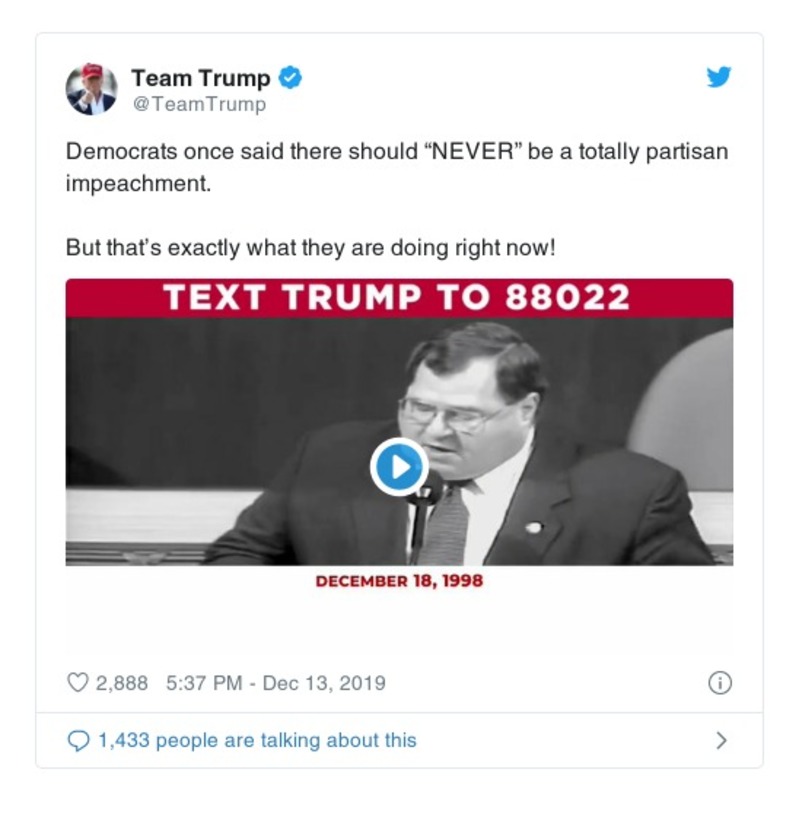 Team Trump
@TeamTrump
Democrats once said there should “NEVER” be a totally partisan
impeachment.
But that’s exactly what they are doing right now!
TEXT TRUMP TO 88022
DECEMBER 18, 1998
2,888 5:37 PM - Dec 13, 2019
1,433 people are talking about this